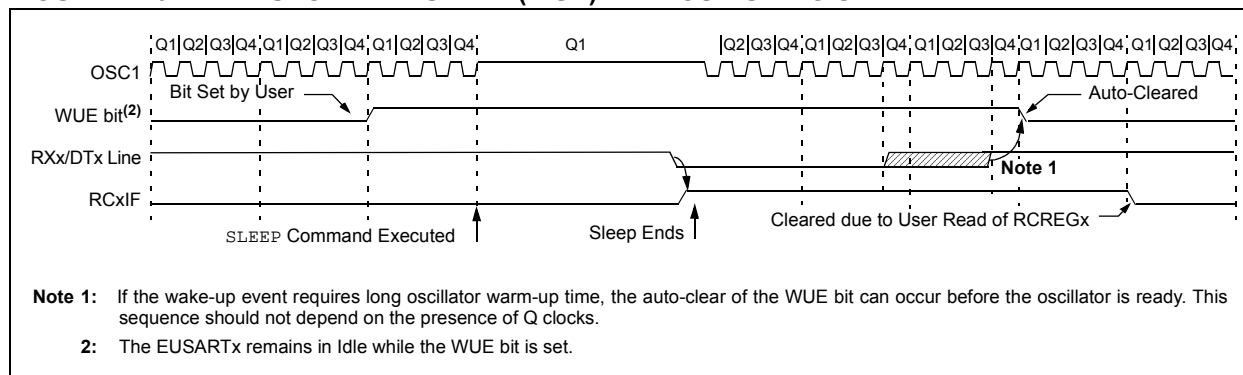 Q1 Q2 Q3 Q4 Q1 Q2 Q3 Q4 Q1 Q2 Q3 Q4 Q1 Q2 Q3 Q4 Q1 Q2 Q3 Q4 Q1 Q2 Q3 Q4 Q1 Q2 Q3 Q4 Q1 Q2 Q3 Q4
OSC1
Bit Set by User
Auto-Cleared
WUE bit(2)
RXx/DTx Line
Note 1
RCxIF
Cleared due to User Read of RCREGx
SLEEP Command Executed
Sleep Ends
Note 1: If the wake-up event requires long oscillator warm-up time, the auto-clear of the WUE bit can occur before the oscillator is ready. This
sequence should not depend on the presence of Q clocks.
2: The EUSARTx remains in Idle while the WUE bit is set.